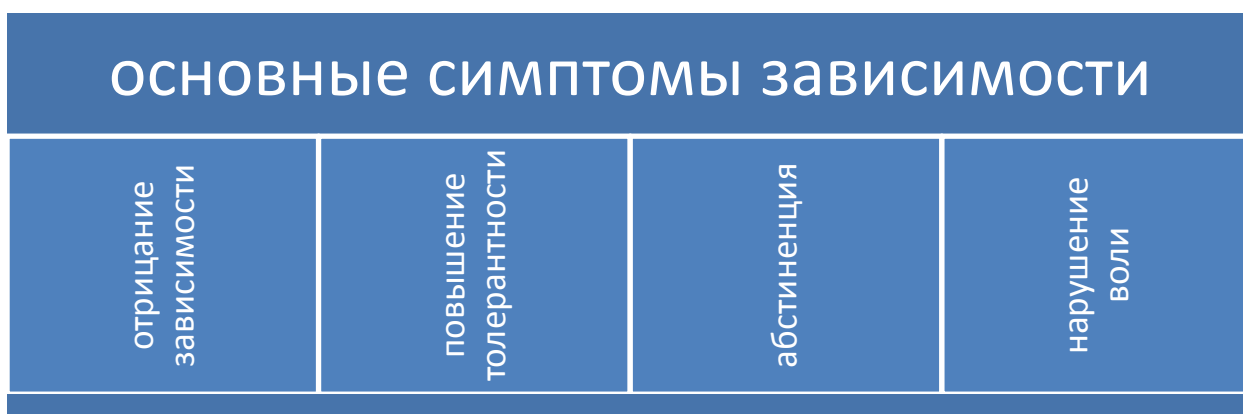 основные симптомы зависимости
отрицание
зависимости
повышение
толерантности
абстиненция
нарушение
воли